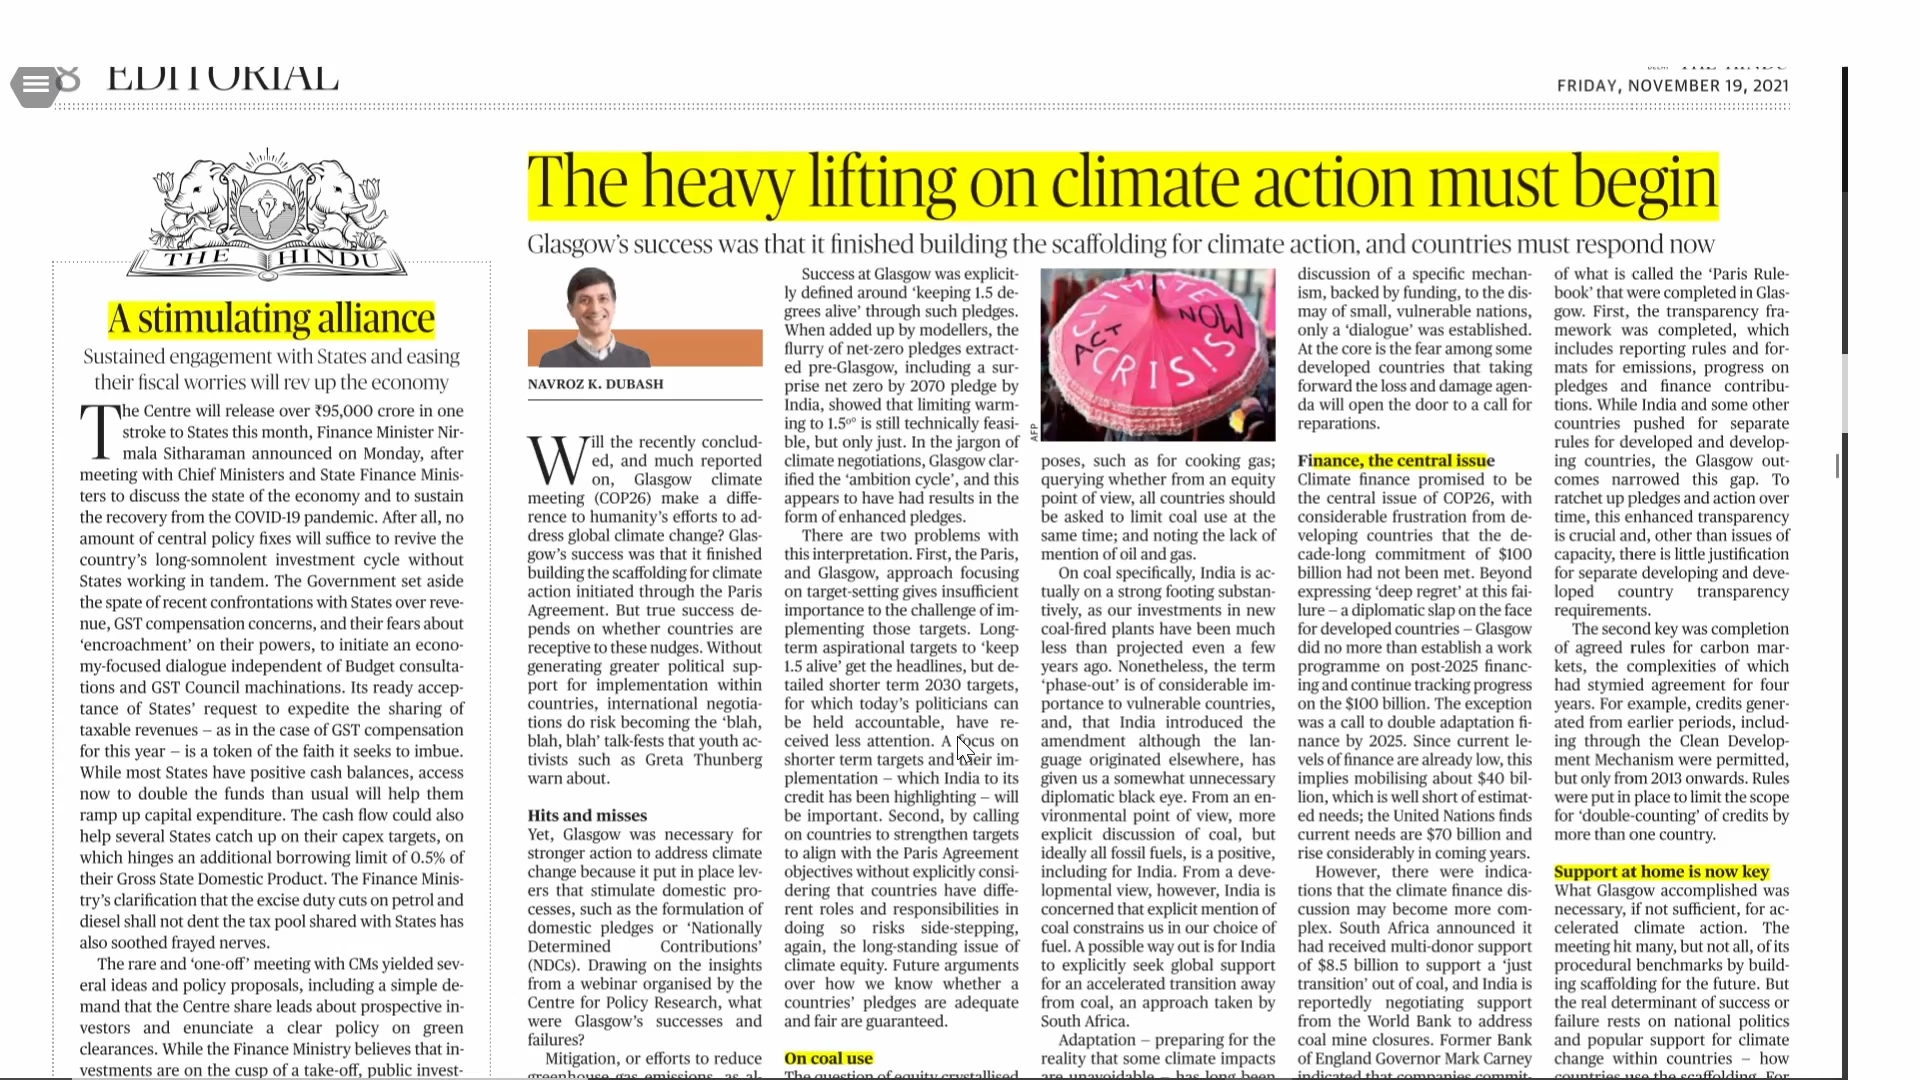 8 EDITORIAL
THE HINDU
FRIDAY, NOVEMBER 19, 2021
THE HINDU
A stimulating alliance
Sustained engagement with States and easing
their fiscal worries will rev up the economy
The Centre will release over ₹95,000 crore in one
stroke to States this month, Finance Minister Nir-
mala Sitharaman announced on Monday, after
meeting with Chief Ministers and State Finance Minis-
ters to discuss the state of the economy and to sustain
the recovery from the COVID-19 pandemic. After all, no
amount of central policy fixes will suffice to revive the
country's long-somnolent investment cycle without
States working in tandem. The Government set aside
the spate of recent confrontations with States over reve-
nue, GST compensation concerns, and their fears about
'encroachment' on their powers, to initiate an econo-
my-focused dialogue independent of Budget consulta-
tions and GST Council machinations. Its ready accep-
tance of States' request to expedite the sharing of
taxable revenues – as in the case of GST compensation
for this year – is a token of the faith it seeks to imbue.
While most States have positive cash balances, access
now to double the funds than usual will help them
ramp up capital expenditure. The cash flow could also
help several States catch up on their capex targets, on
which hinges an additional borrowing limit of 0.5% of
their Gross State Domestic Product. The Finance Minis-
try's clarification that the excise duty cuts on petrol and
diesel shall not dent the tax pool shared with States has
also soothed frayed nerves.
The rare and 'one-off' meeting with CMs yielded sev-
eral ideas and policy proposals, including a simple de-
mand that the Centre share leads about prospective in-
vestors and enunciate a clear policy on green
clearances. While the Finance Ministry believes that in-
vestments are on the cusp of a take-off, public invest-
The heavy lifting on climate action must begin
Glasgow's success was that it finished building the scaffolding for climate action, and countries must respond now
NAVROZ K. DUBASH
Will the recently conclud-
ed, and much reported
on, Glasgow climate
meeting (COP26) make a diffe-
rence to humanity's efforts to ad-
dress global climate change? Glas-
gow's success was that it finished
building the scaffolding for climate
action initiated through the Paris
Agreement. But true success de-
pends on whether countries are
receptive to these nudges. Without
generating greater political sup-
port for implementation within
countries, international negotia-
tions do risk becoming the 'blah,
blah, blah' talk-fests that youth ac-
tivists such as Greta Thunberg
warn about.
Hits and misses
Yet, Glasgow was necessary for
stronger action to address climate
change because it put in place lev-
ers that stimulate domestic pro-
cesses, such as the formulation of
domestic pledges or 'Nationally
Determined Contributions'
(NDCs). Drawing on the insights
from a webinar organised by the
Centre for Policy Research, what
were Glasgow's successes and
failures?
Mitigation, or efforts to reduce
greenhouse gas emissions, as al-
Success at Glasgow was explicit-
ly defined around 'keeping 1.5 de-
grees alive' through such pledges.
When added up by modellers, the
flurry of net-zero pledges extract-
ed pre-Glasgow, including a sur-
prise net zero by 2070 pledge by
India, showed that limiting warm-
ing to 1.5°° is still technically feasi-
ble, but only just. In the jargon of
climate negotiations, Glasgow clar-
ified the 'ambition cycle', and this
appears to have had results in the
form of enhanced pledges.
There are two problems with
this interpretation. First, the Paris,
and Glasgow, approach focusing
on target-setting gives insufficient
importance to the challenge of im-
plementing those targets. Long-
term aspirational targets to 'keep
1.5 alive' get the headlines, but de-
tailed shorter term 2030 targets,
for which today's politicians can
be held accountable, have re-
ceived less attention. A focus on
shorter term targets and their im-
plementation – which India to its
credit has been highlighting – will
be important. Second, by calling
on countries to strengthen targets
to align with the Paris Agreement
objectives without explicitly consi-
dering that countries have diffe-
rent roles and responsibilities in
doing so risks side-stepping,
again, the long-standing issue of
climate equity. Future arguments
over how we know whether a
countries' pledges are adequate
and fair are guaranteed.
On coal use
The question of equity crystallised
CLIMATE
ACT NOW
CRISIS
AFP
poses, such as for cooking gas;
querying whether from an equity
point of view, all countries should
be asked to limit coal use at the
same time; and noting the lack of
mention of oil and gas.
On coal specifically, India is ac-
tually on a strong footing substan-
tively, as our investments in new
coal-fired plants have been much
less than projected even a few
years ago. Nonetheless, the term
'phase-out' is of considerable im-
portance to vulnerable countries,
and, that India introduced the
amendment although the lan-
guage originated elsewhere, has
given us a somewhat unnecessary
diplomatic black eye. From an en-
vironmental point of view, more
explicit discussion of coal, but
ideally all fossil fuels, is a positive,
including for India. From a deve-
lopmental view, however, India is
concerned that explicit mention of
coal constrains us in our choice of
fuel. A possible way out is for India
to explicitly seek global support
for an accelerated transition away
from coal, an approach taken by
South Africa.
Adaptation – preparing for the
reality that some climate impacts
are unavoidable – has long been
discussion of a specific mechan-
ism, backed by funding, to the dis-
may of small, vulnerable nations,
only a 'dialogue' was established.
At the core is the fear among some
developed countries that taking
forward the loss and damage agen-
da will open the door to a call for
reparations.
Finance, the central issue
Climate finance promised to be
the central issue of COP26, with
considerable frustration from de-
veloping countries that the de-
cade-long commitment of $100
billion had not been met. Beyond
expressing 'deep regret' at this fai-
lure – a diplomatic slap on the face
for developed countries – Glasgow
did no more than establish a work
programme on post-2025 financ-
ing and continue tracking progress
on the $100 billion. The exception
was a call to double adaptation fi-
nance by 2025. Since current le-
vels of finance are already low, this
implies mobilising about $40 bil-
lion, which is well short of estimat-
ed needs; the United Nations finds
current needs are $70 billion and
rise considerably in coming years.
However, there were indica-
tions that the climate finance dis-
cussion may become more com-
plex. South Africa announced it
had received multi-donor support
of $8.5 billion to support a 'just
transition' out of coal, and India is
reportedly negotiating support
from the World Bank to address
coal mine closures. Former Bank
of England Governor Mark Carney
indicated that companies commit-
of what is called the 'Paris Rule-
book' that were completed in Glas-
gow. First, the transparency fra-
mework was completed, which
includes reporting rules and for-
mats for emissions, progress on
pledges and finance contribu-
tions. While India and some other
countries pushed for separate
rules for developed and develop-
ing countries, the Glasgow out-
comes narrowed this gap. To
ratchet up pledges and action over
time, this enhanced transparency
is crucial and, other than issues of
capacity, there is little justification
for separate developing and deve-
loped country transparency
requirements.
The second key was completion
of agreed rules for carbon mar-
kets, the complexities of which
had stymied agreement for four
years. For example, credits gener-
ated from earlier periods, includ-
ing through the Clean Develop-
ment Mechanism were permitted,
but only from 2013 onwards. Rules
were put in place to limit the scope
for 'double-counting' of credits by
more than one country.
Support at home is now key
What Glasgow accomplished was
necessary, if not sufficient, for ac-
celerated climate action. The
meeting hit many, but not all, of its
procedural benchmarks by build-
ing scaffolding for the future. But
the real determinant of success or
failure rests on national politics
and popular support for climate
change within countries – how
countries use the scaffolding. For